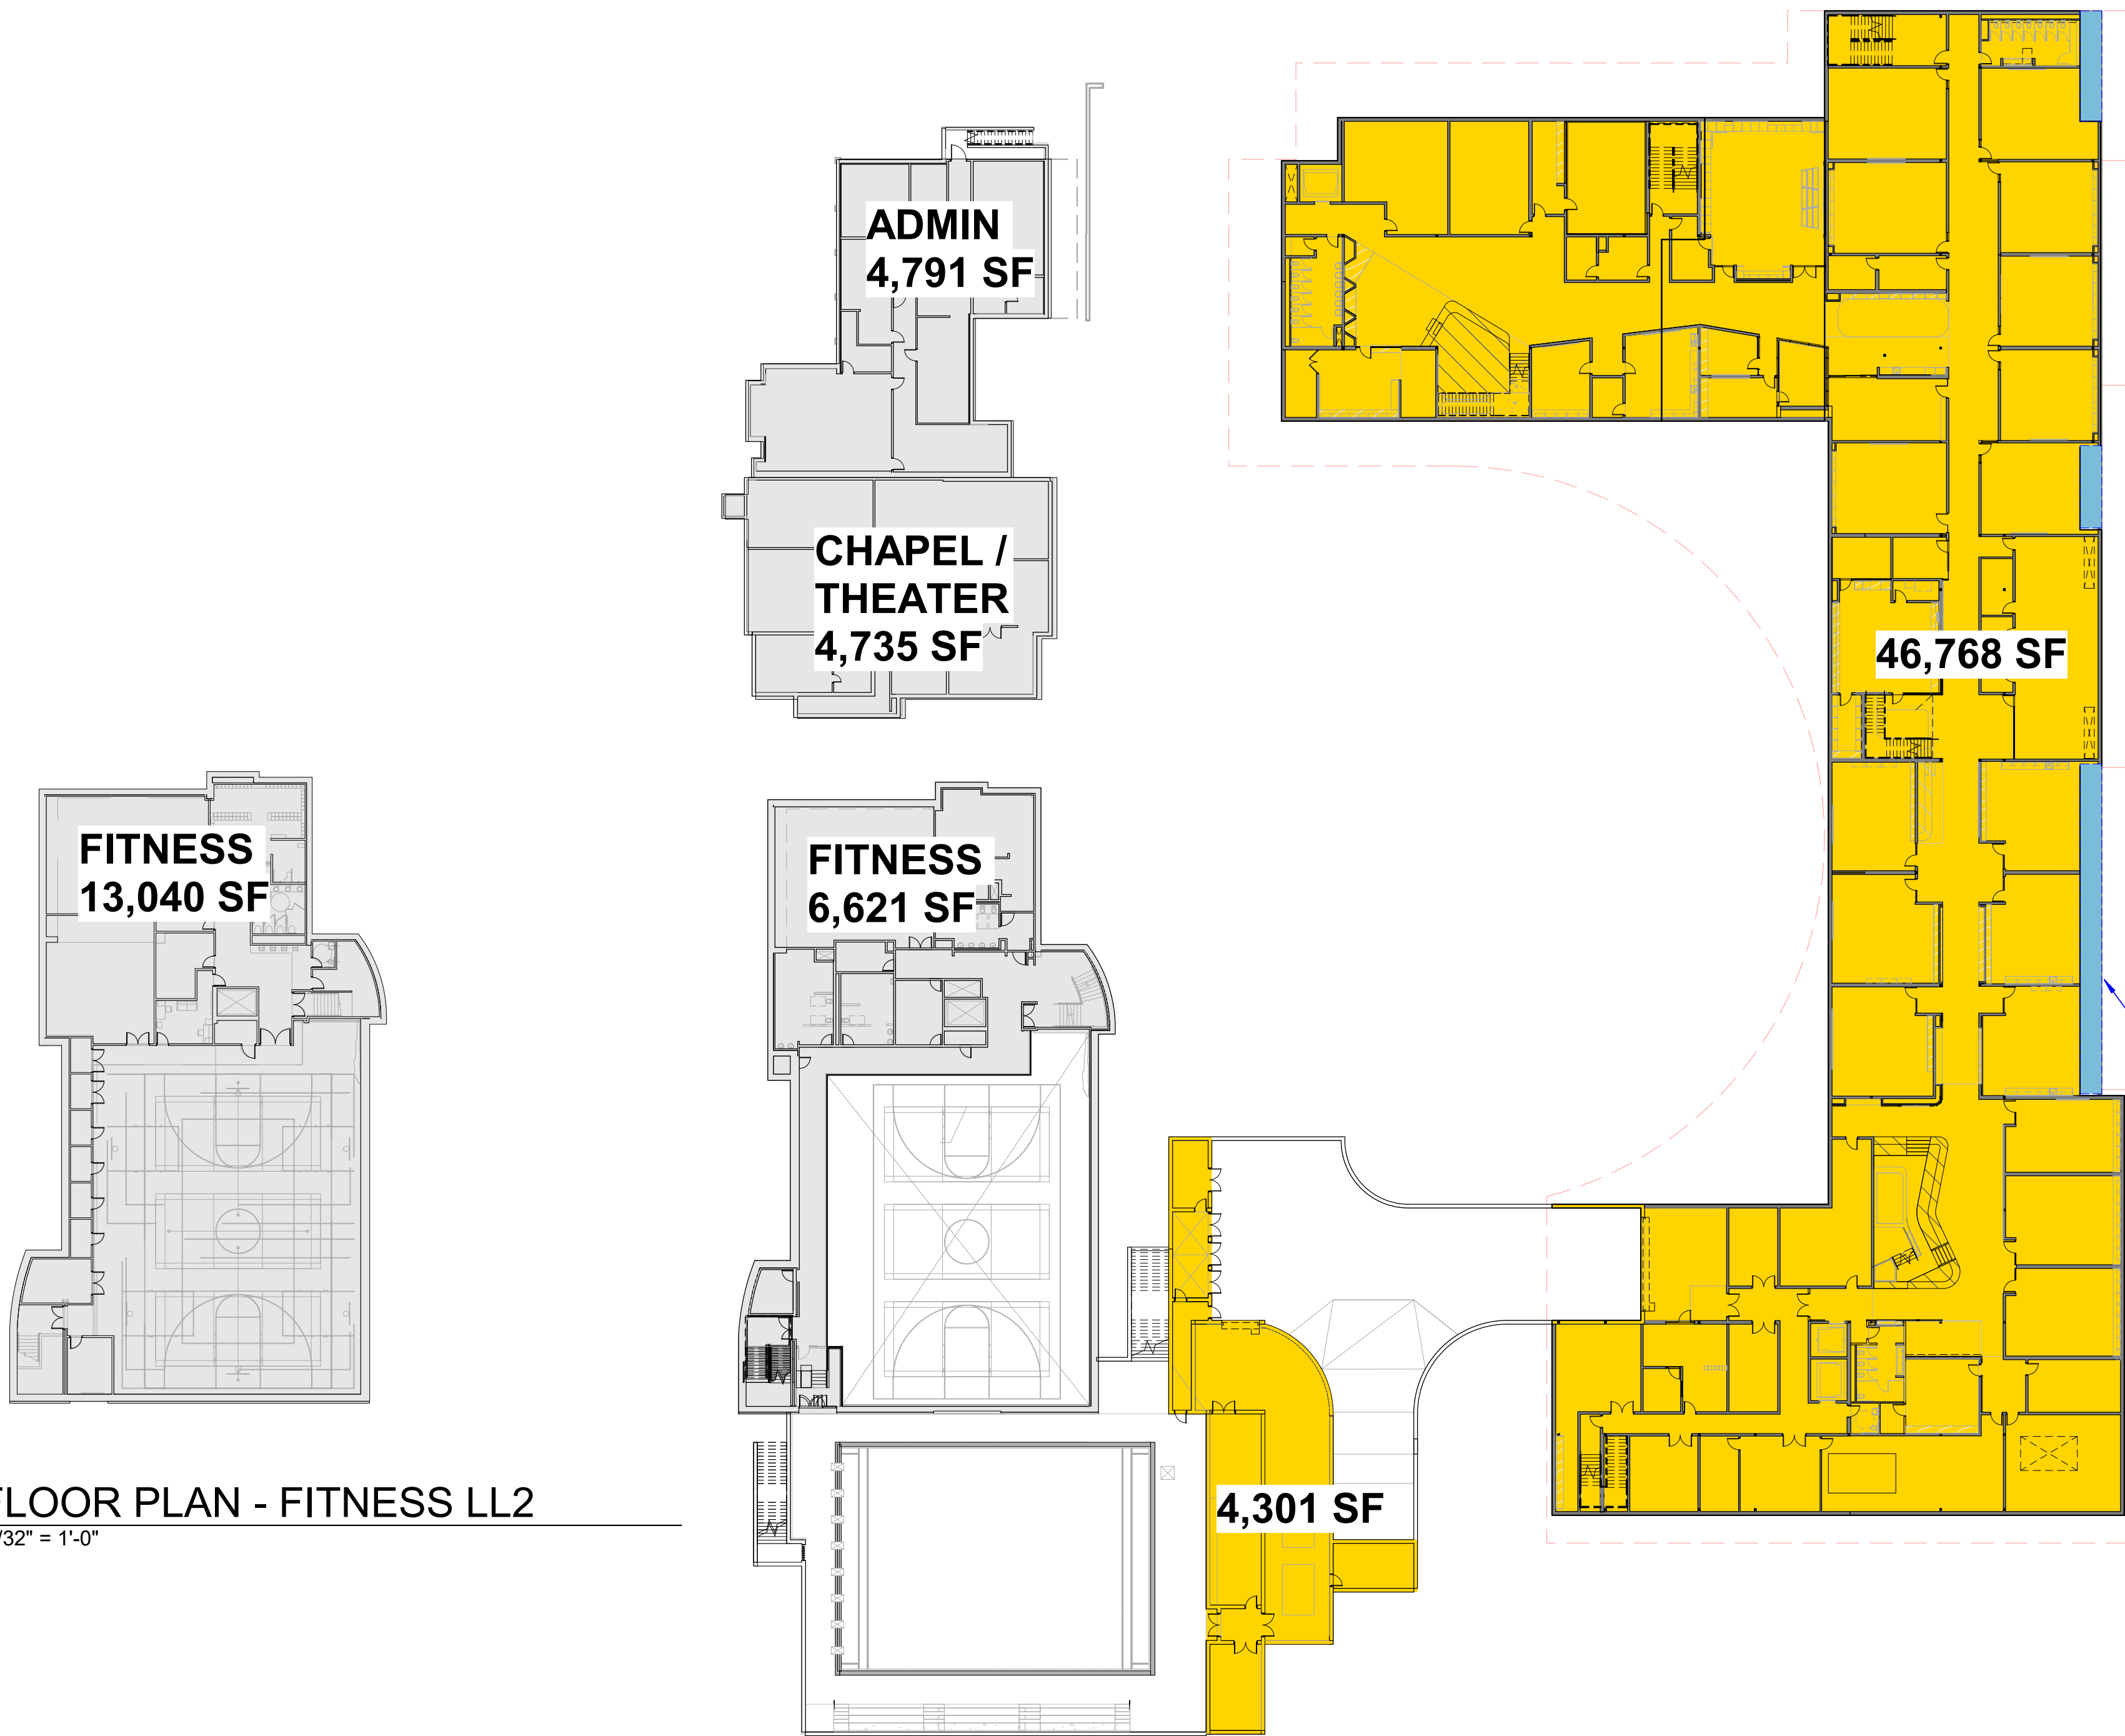 ADMIN
4,791 SF
CHAPEL /
THEATER
4,735 SF
46,768 SF
FITNESS
13,040 SF
FITNESS
6,621 SF
4,301 SF
FLOOR PLAN - FITNESS LL2
/32" = 1'-0"